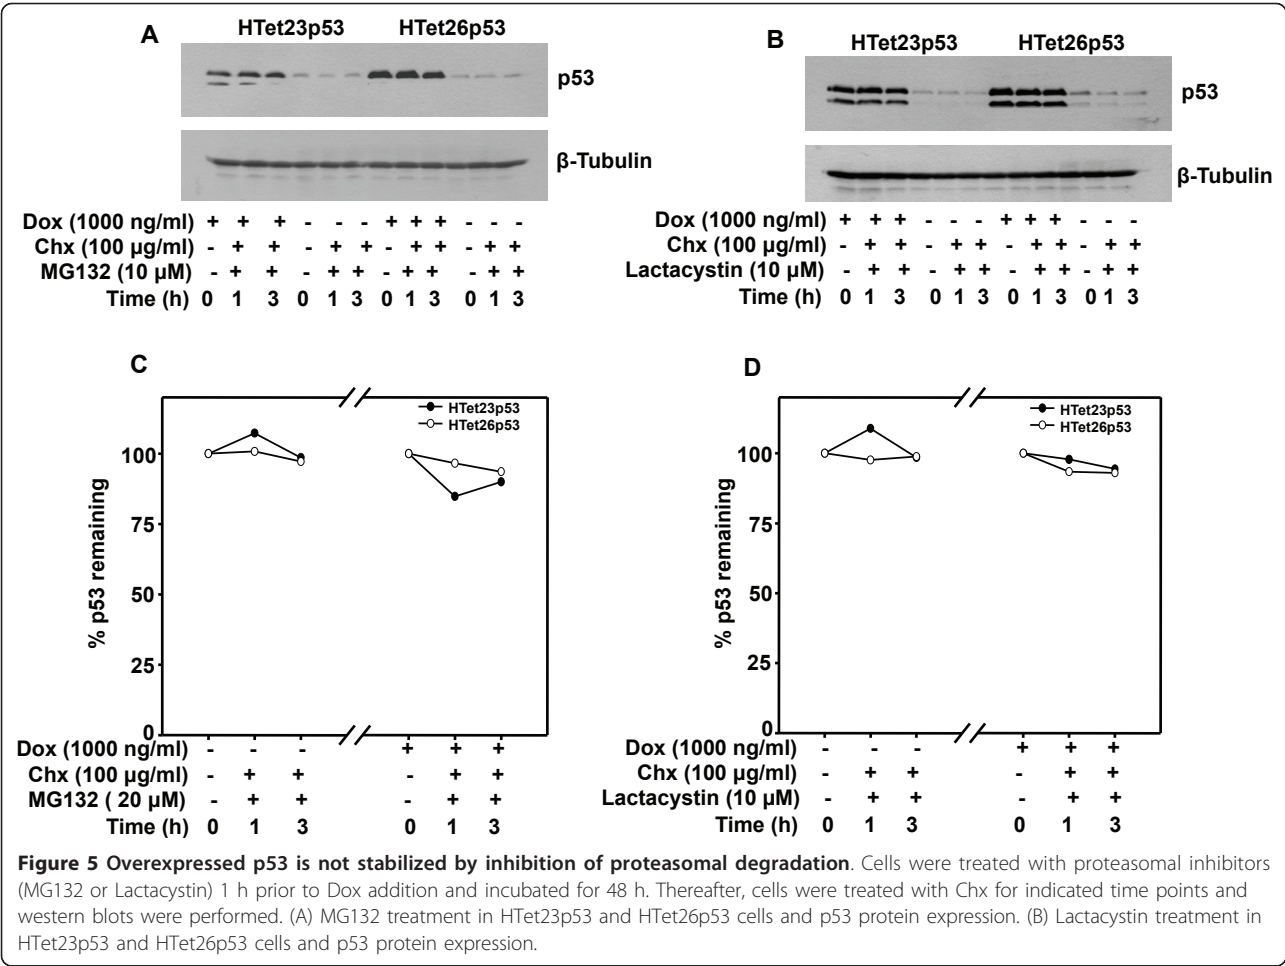 A
HTet23p53 HTet26p53
p53
β-Tubulin
Dox (1000 ng/ml) + + + - - - + + + - - -
Chx (100 µg/ml) - + + - + + - + + - + +
MG132 (10 µM) - + + - + + - + + - + +
Time (h) 0 1 3 0 1 3 0 1 3 0 1 3
B
HTet23p53 HTet26p53
p53
β-Tubulin
Dox (1000 ng/ml) + + + - - - + + + - - -
Chx (100 µg/ml) - + + - + + - + + - + +
Lactacystin (10 µM) - + + - + + - + + - + +
Time (h) 0 1 3 0 1 3 0 1 3 0 1 3
C
HTet23p53
HTet26p53
% p53 remaining
100
75
50
25
0
Dox (1000 ng/ml) - - - + + +
Chx (100 µg/ml) - + + - + +
MG132 ( 20 µM) - + + - + +
Time (h) 0 1 3 0 1 3
D
HTet23p53
HTet26p53
% p53 remaining
100
75
50
25
0
Dox (1000 ng/ml) - - - + + +
Chx (100 µg/ml) - + + - + +
Lactacystin (10 µM) - + + - + +
Time (h) 0 1 3 0 1 3
Figure 5 Overexpressed p53 is not stabilized by inhibition of proteasomal degradation. Cells were treated with proteasomal inhibitors
(MG132 or Lactacystin) 1 h prior to Dox addition and incubated for 48 h. Thereafter, cells were treated with Chx for indicated time points and
western blots were performed. (A) MG132 treatment in HTet23p53 and HTet26p53 cells and p53 protein expression. (B) Lactacystin treatment in
HTet23p53 and HTet26p53 cells and p53 protein expression.